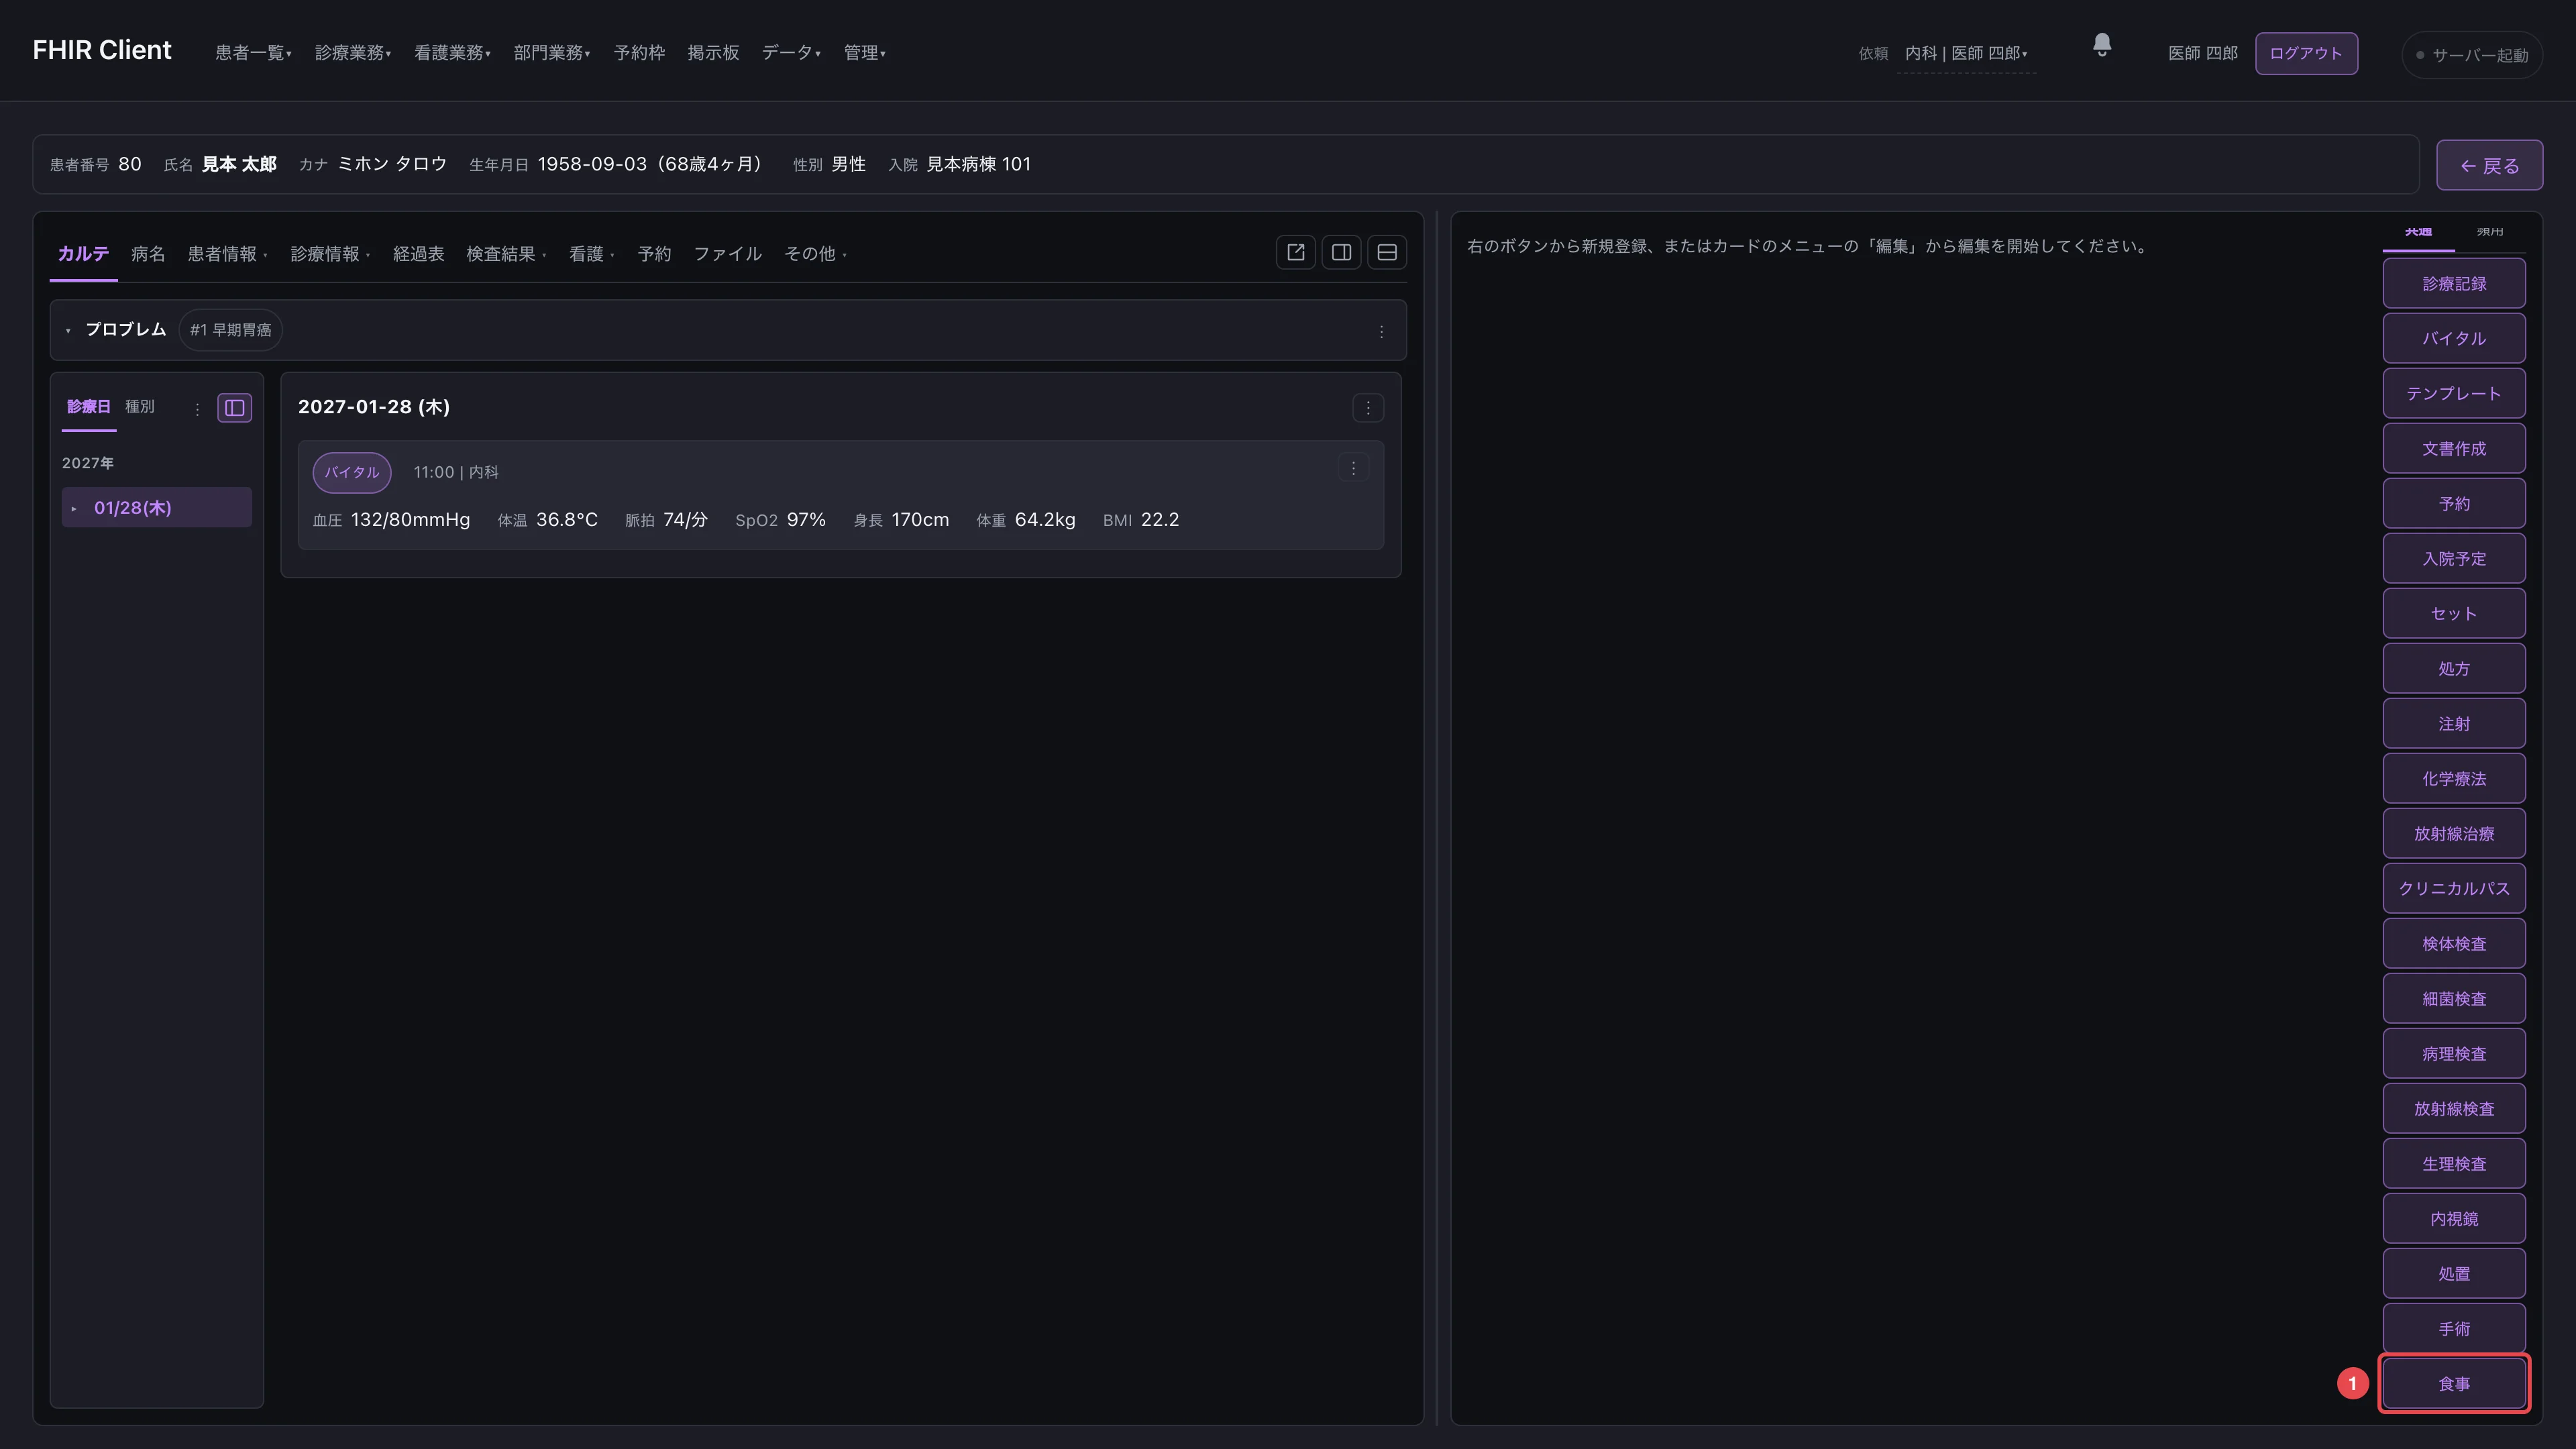 FHIR Client 患者一覧▾ 診療業務▾ 看護業務▾ 部門業務▾ 予約枠 掲示板 データ▾ 管理▾ 依頼 内科 | 医師 四郎▾ 医師 四郎 ログアウト サーバー起動
患者番号 80 氏名 見本 太郎 カナ ミホン タロウ 生年月日 1958-09-03（68歳4ヶ月） 性別 男性 入院 見本病棟 101 ← 戻る
カルテ 病名 患者情報 診療情報 経過表 検査結果 看護 予約 ファイル その他
プロブレム #1 早期胃癌
診療日 種別
2027年
01/28(木)
2027-01-28 (木)
バイタル 11:00 | 内科
血圧 132/80mmHg 体温 36.8°C 脈拍 74/分 SpO2 97% 身長 170cm 体重 64.2kg BMI 22.2
右のボタンから新規登録、またはカードのメニューの「編集」から編集を開始してください。
共通 頻用
診療記録
バイタル
テンプレート
文書作成
予約
入院予定
セット
処方
注射
化学療法
放射線治療
クリニカルパス
検体検査
細菌検査
病理検査
放射線検査
生理検査
内視鏡
処置
手術
1 食事